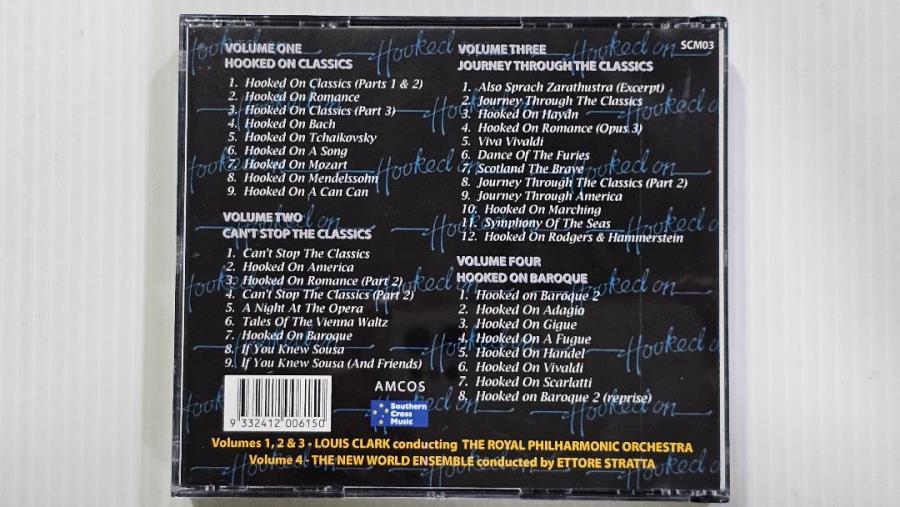 VOLUME ONE
HOOKED ON CLASSICS
1. Hooked On Classics (Parts 1 & 2)
2. Hooked On Romance
3. Hooked On Classics (Part 3)
4. Hooked On Bach
5. Hooked On Tchaikovsky
6. Hooked On A Song
7. Hooked On Mozart
8. Hooked On Mendelssohn
9. Hooked On A Can Can
VOLUME TWO
CAN'T STOP THE CLASSICS
1. Can't Stop The Classics
2. Hooked On America
3. Hooked On Romance (Part 2)
4. Can't Stop The Classics (Part 2)
5. A Night At The Opera
6. Tales Of The Vienna Waltz
7. Hooked On Baroque
8. If You Knew Sousa
9. If You Knew Sousa (And Friends)
9 332412 006150
AMCOS
Southern
Cross
Music
SCM03
VOLUME THREE
JOURNEY THROUGH THE CLASSICS
1. Also Sprach Zarathustra (Excerpt)
2. Journey Through The Classics
3. Hooked On Haydn
4. Hooked On Romance (Opus 3)
5. Viva Vivaldi
6. Dance Of The Furies
7. Scotland The Brave
8. Journey Through The Classics (Part 2)
9. Journey Through America
10. Hooked On Marching
11. Symphony Of The Seas
12. Hooked On Rodgers & Hammerstein
VOLUME FOUR
HOOKED ON BAROQUE
1. Hooked on Baroque 2
2. Hooked On Adagio
3. Hooked On Gigue
4. Hooked On A Fugue
5. Hooked On Handel
6. Hooked On Vivaldi
7. Hooked On Scarlatti
8. Hooked on Baroque 2 (reprise)
Volumes 1, 2 & 3 - LOUIS CLARK conducting THE ROYAL PHILHARMONIC ORCHESTRA
Volume 4 - THE NEW WORLD ENSEMBLE conducted by ETTORE STRATTA